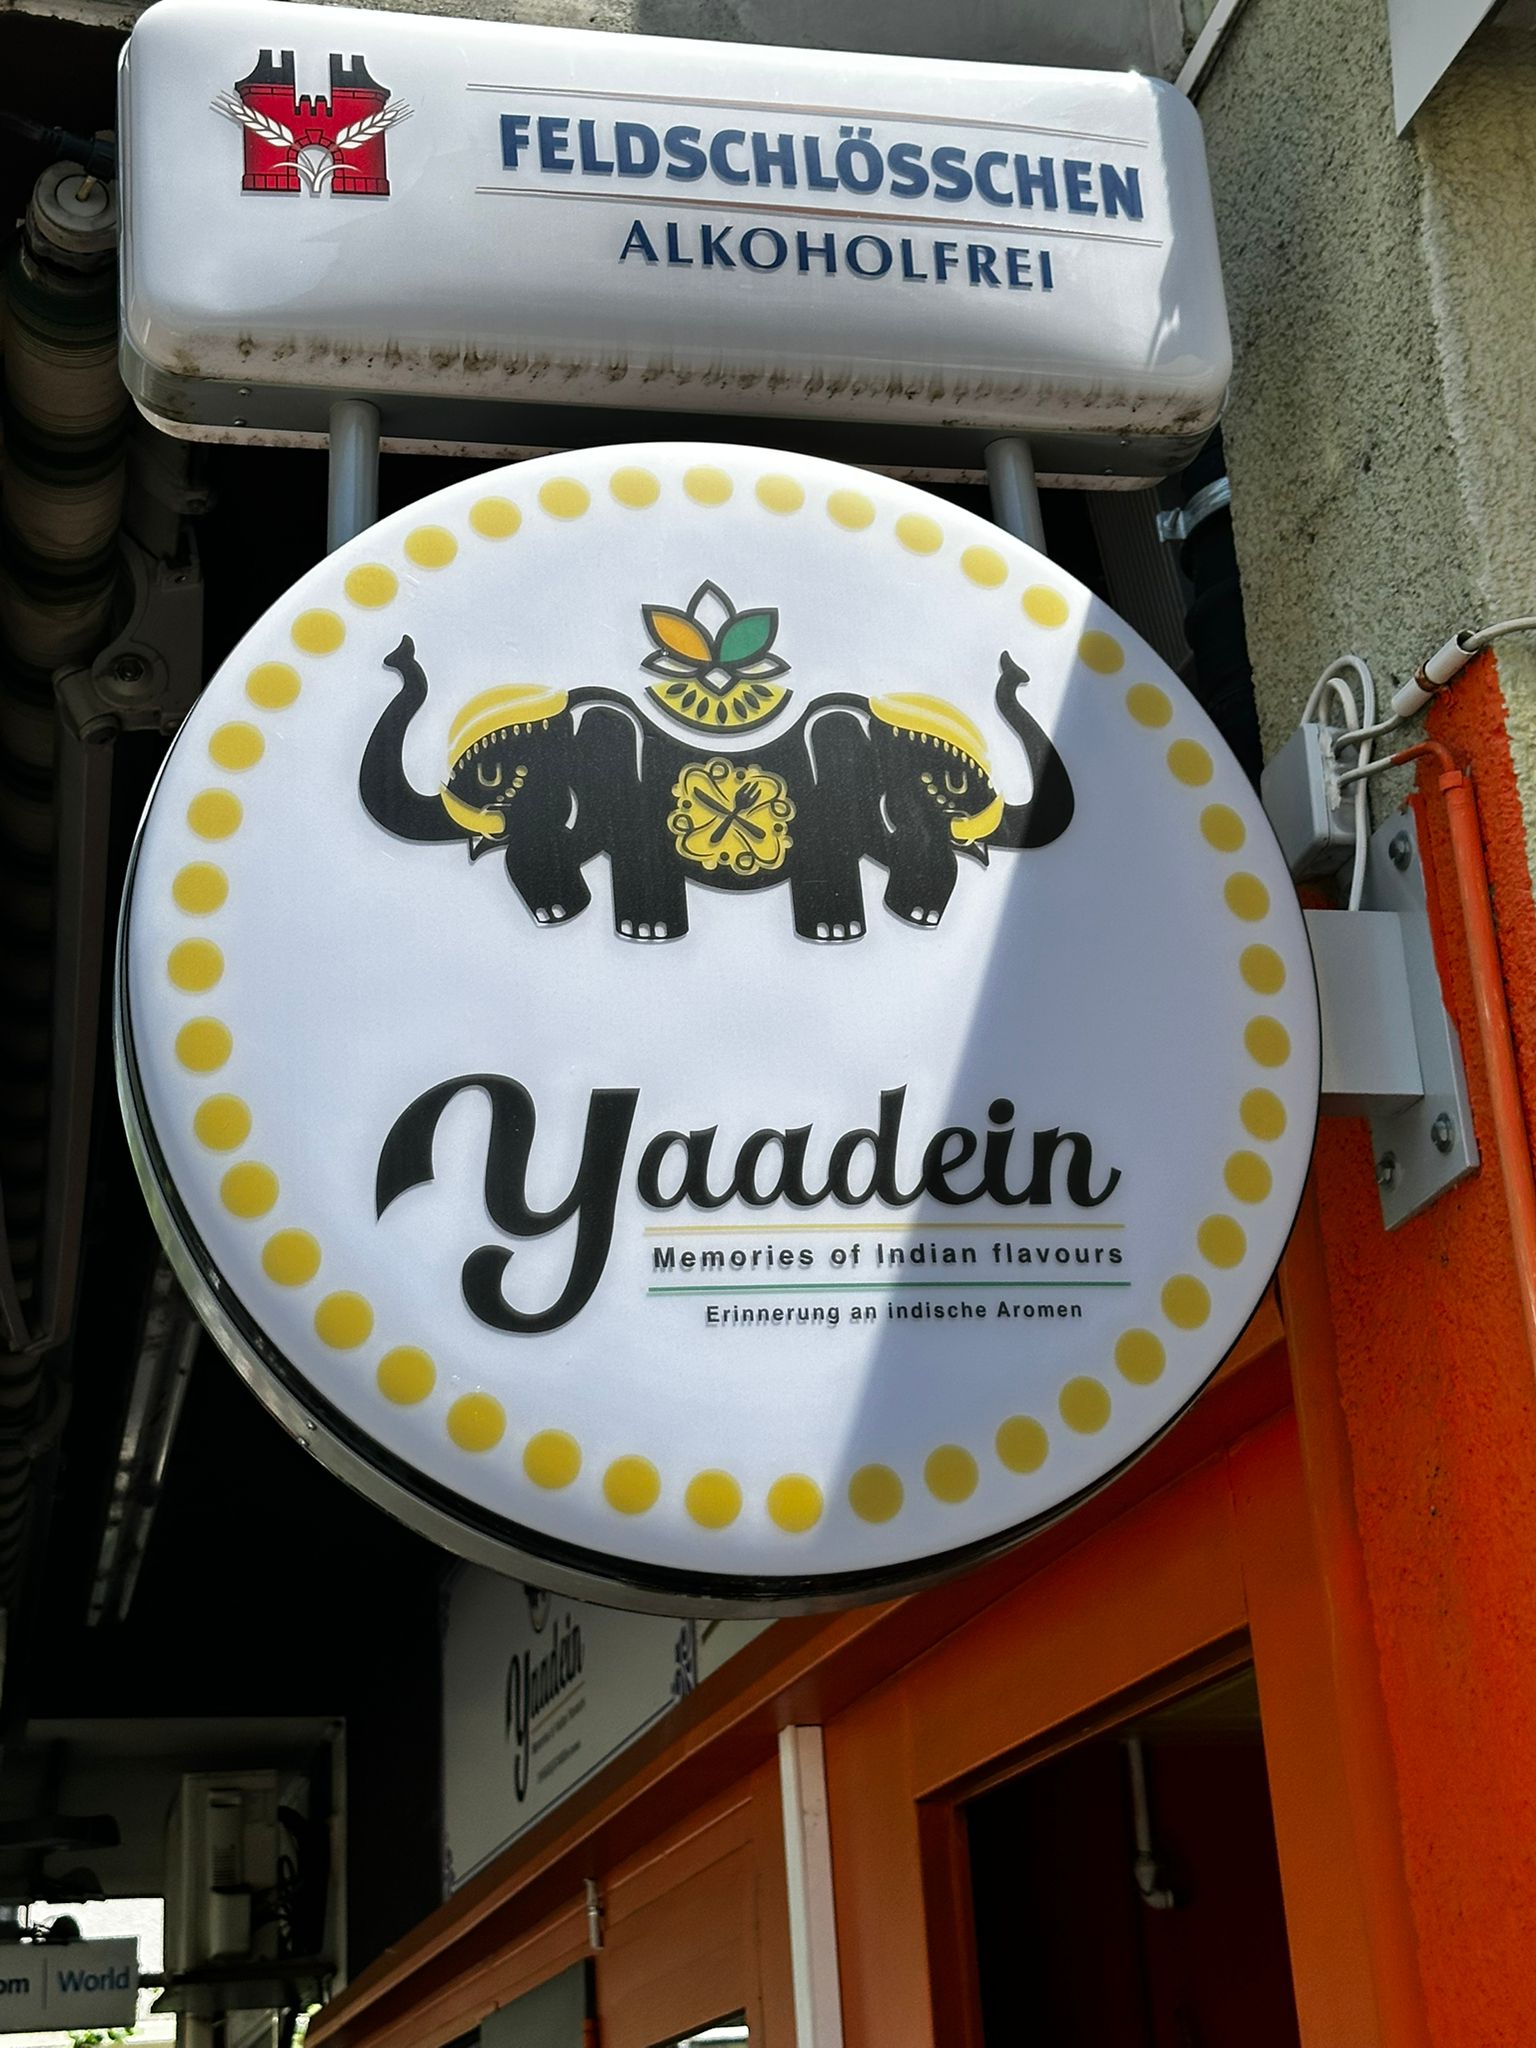 FELDSCHLÖSSCHEN
ALKOHOLFREI
Yaadein
Memories of Indian flavours
Erinnerung an indische Aromen
Yaadein
World